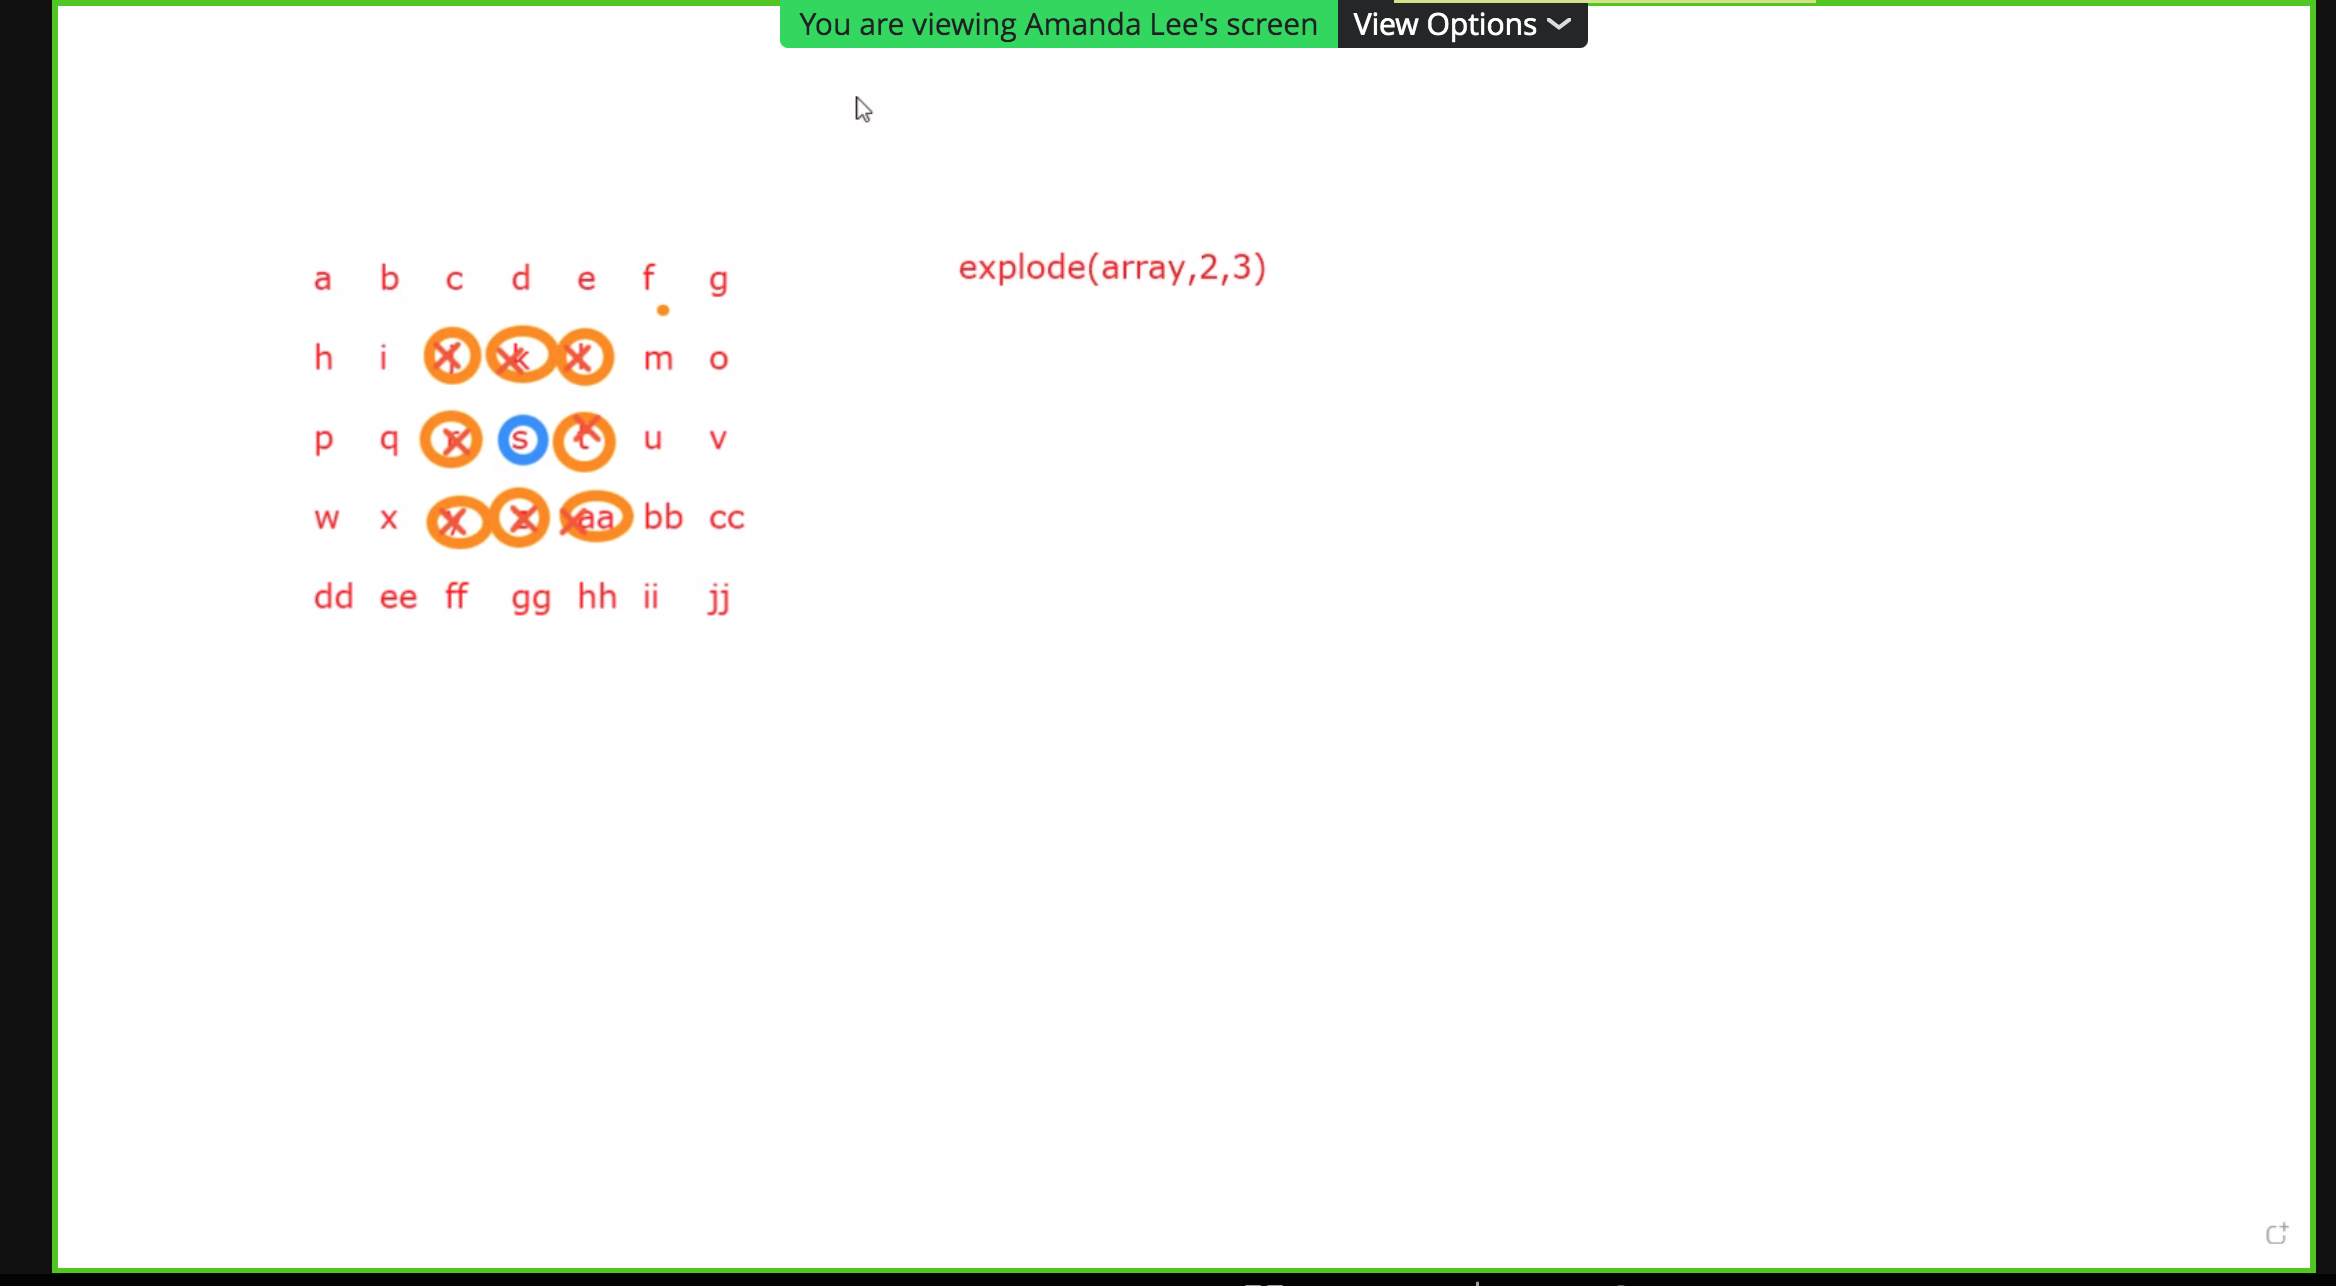 You are viewing Amanda Lee's screen View Options
explode(array,2,3)
a b c d e f g
h i j k l m o
p q r s t u v
w x y z aa bb cc
dd ee ff gg hh ii jj